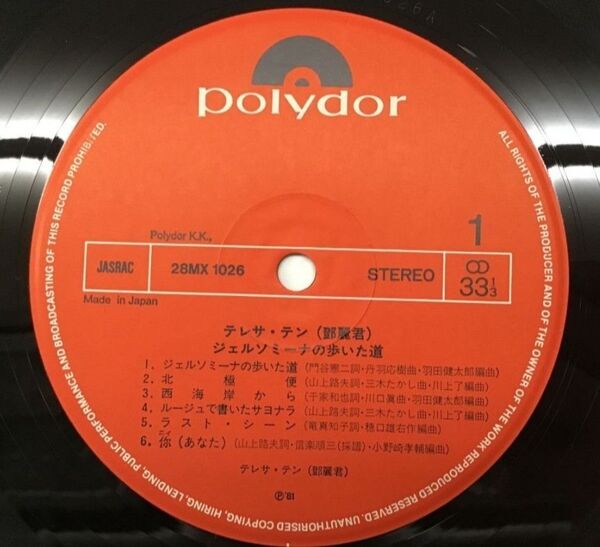 polydor
ALL RIGHTS OF THE PRODUCER AND OF THE OWNER OF THE WORK REPRODUCED RESERVED. UNAUTHORISED COPYING, HIRING, LENDING, PUBLIC PERFORMANCE AND BROADCASTING OF THIS RECORD PROHIBITED.
Polydor K.K.,
1
JASRAC 28MX 1026 STEREO 33⅓
Made in Japan
テレサ・テン(鄧麗君)
ジェルソミーナの歩いた道
1. ジェルソミーナの歩いた道(門谷憲二詞・丹羽応樹曲・羽田健太郎編曲)
2. 北極便(山上路夫詞・三木たかし曲・川上了編曲)
3. 西海岸から(千家和也詞・川口眞曲・羽田健太郎編曲)
4. ルージュで書いたサヨナラ(山上路夫詞・三木たかし曲・川上了編曲)
5. ラスト・シーン(竜真知子詞・穂口雄右作編曲)
6. 你(あなた)(山上路夫詞・信楽順三(採譜)・小野崎孝輔編曲)
テレサ・テン(鄧麗君)
Ⓟ'81